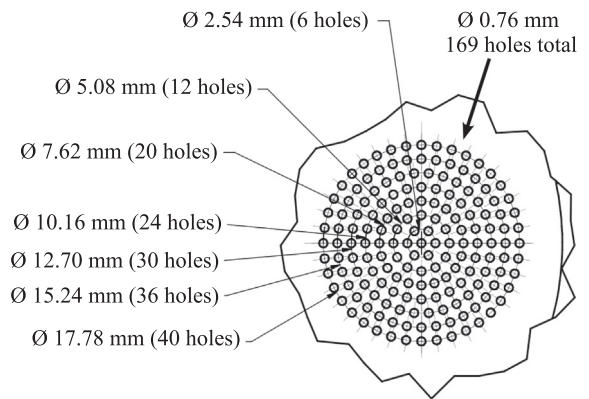 Ø 2.54 mm (6 holes)
Ø 0.76 mm
169 holes total
Ø 5.08 mm (12 holes)
Ø 7.62 mm (20 holes)
Ø 10.16 mm (24 holes)
Ø 12.70 mm (30 holes)
Ø 15.24 mm (36 holes)
Ø 17.78 mm (40 holes)